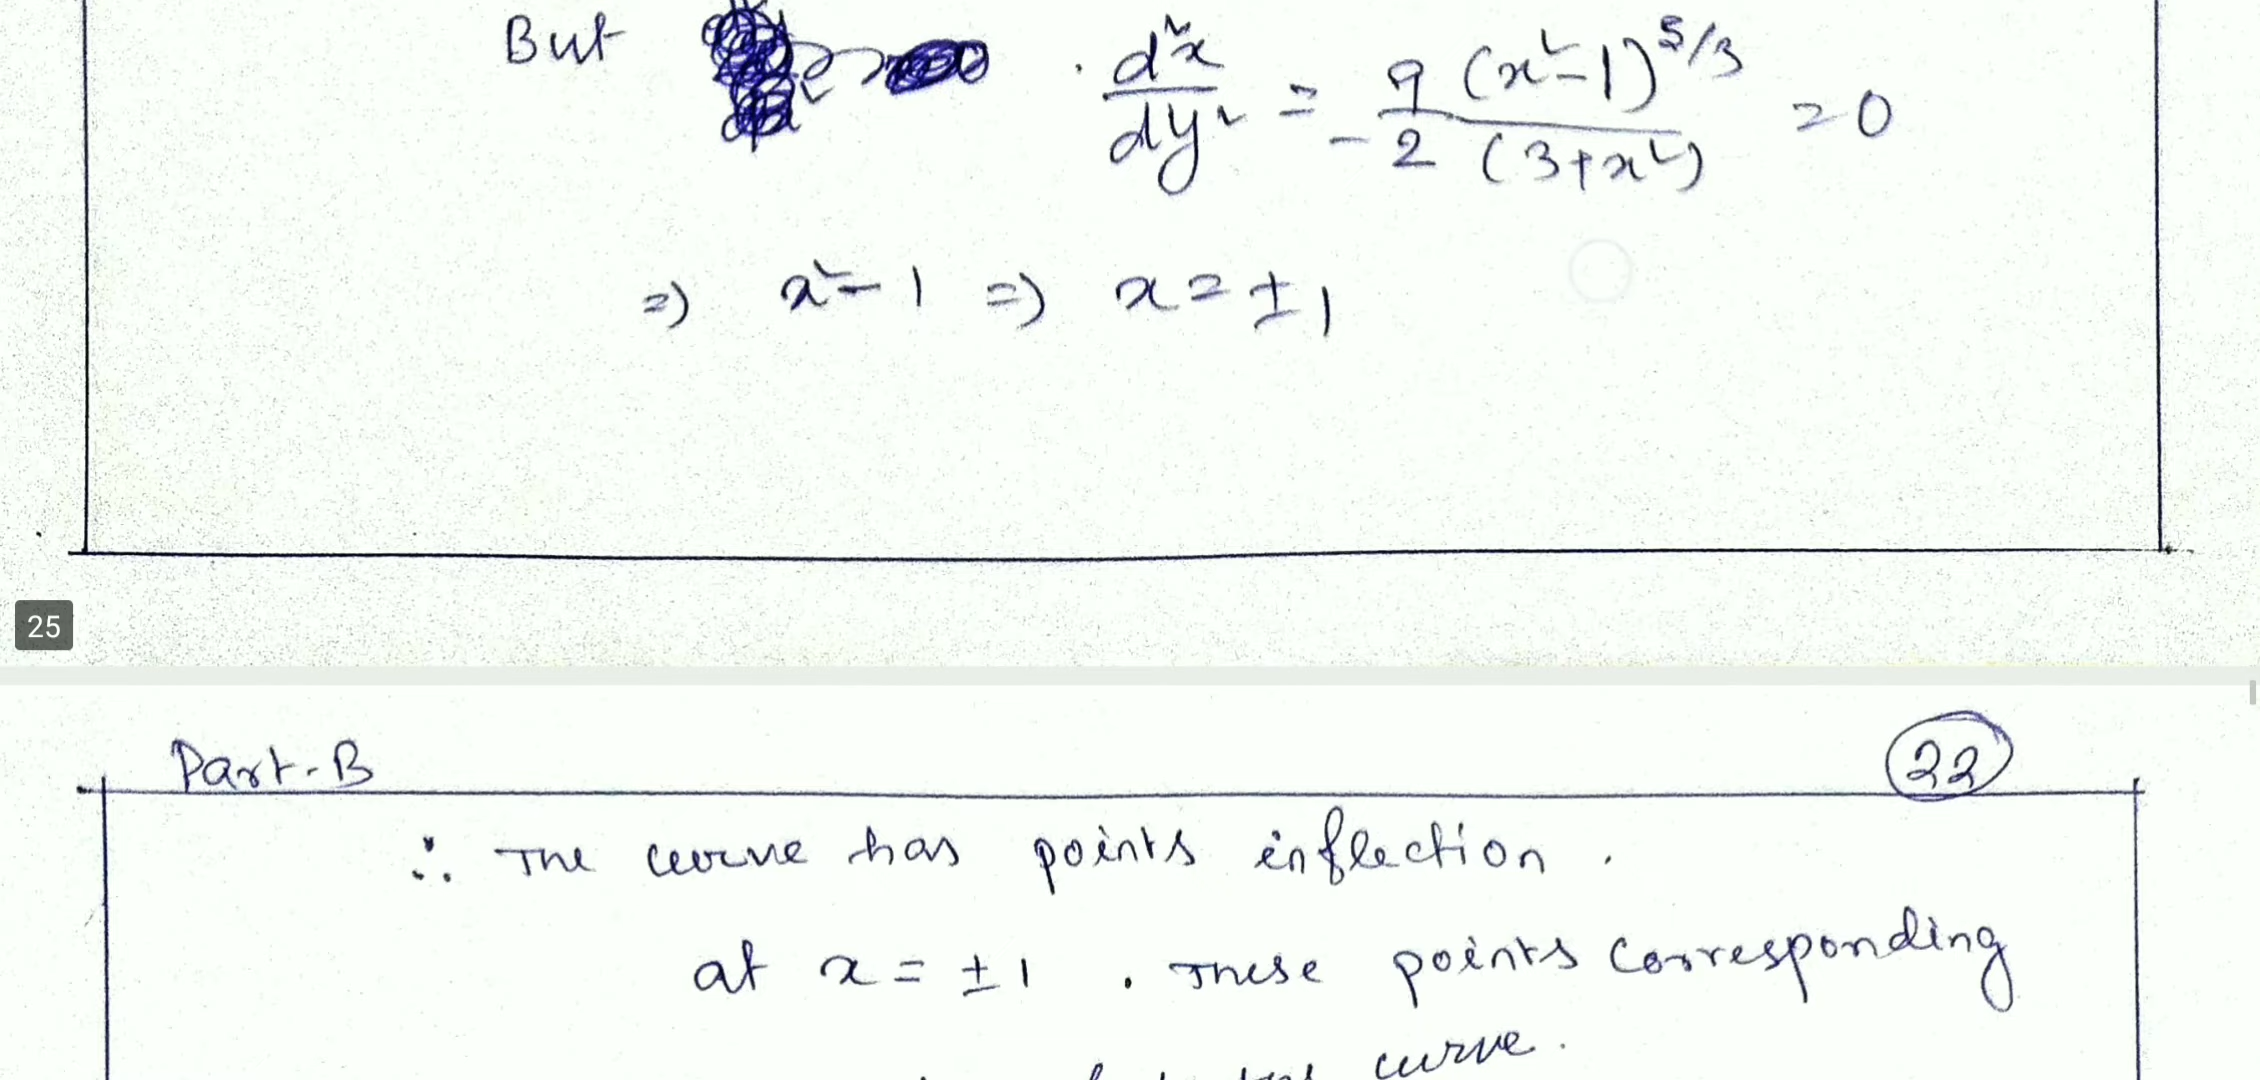 But d²x/dy² = -9/2 (x²-1)^5/3/(3+x²) = 0
=) x²-1 =) x = ±1
25
Part-B 22
∴ The curve has points inflection.
at x = ±1. These points corresponding
curve.